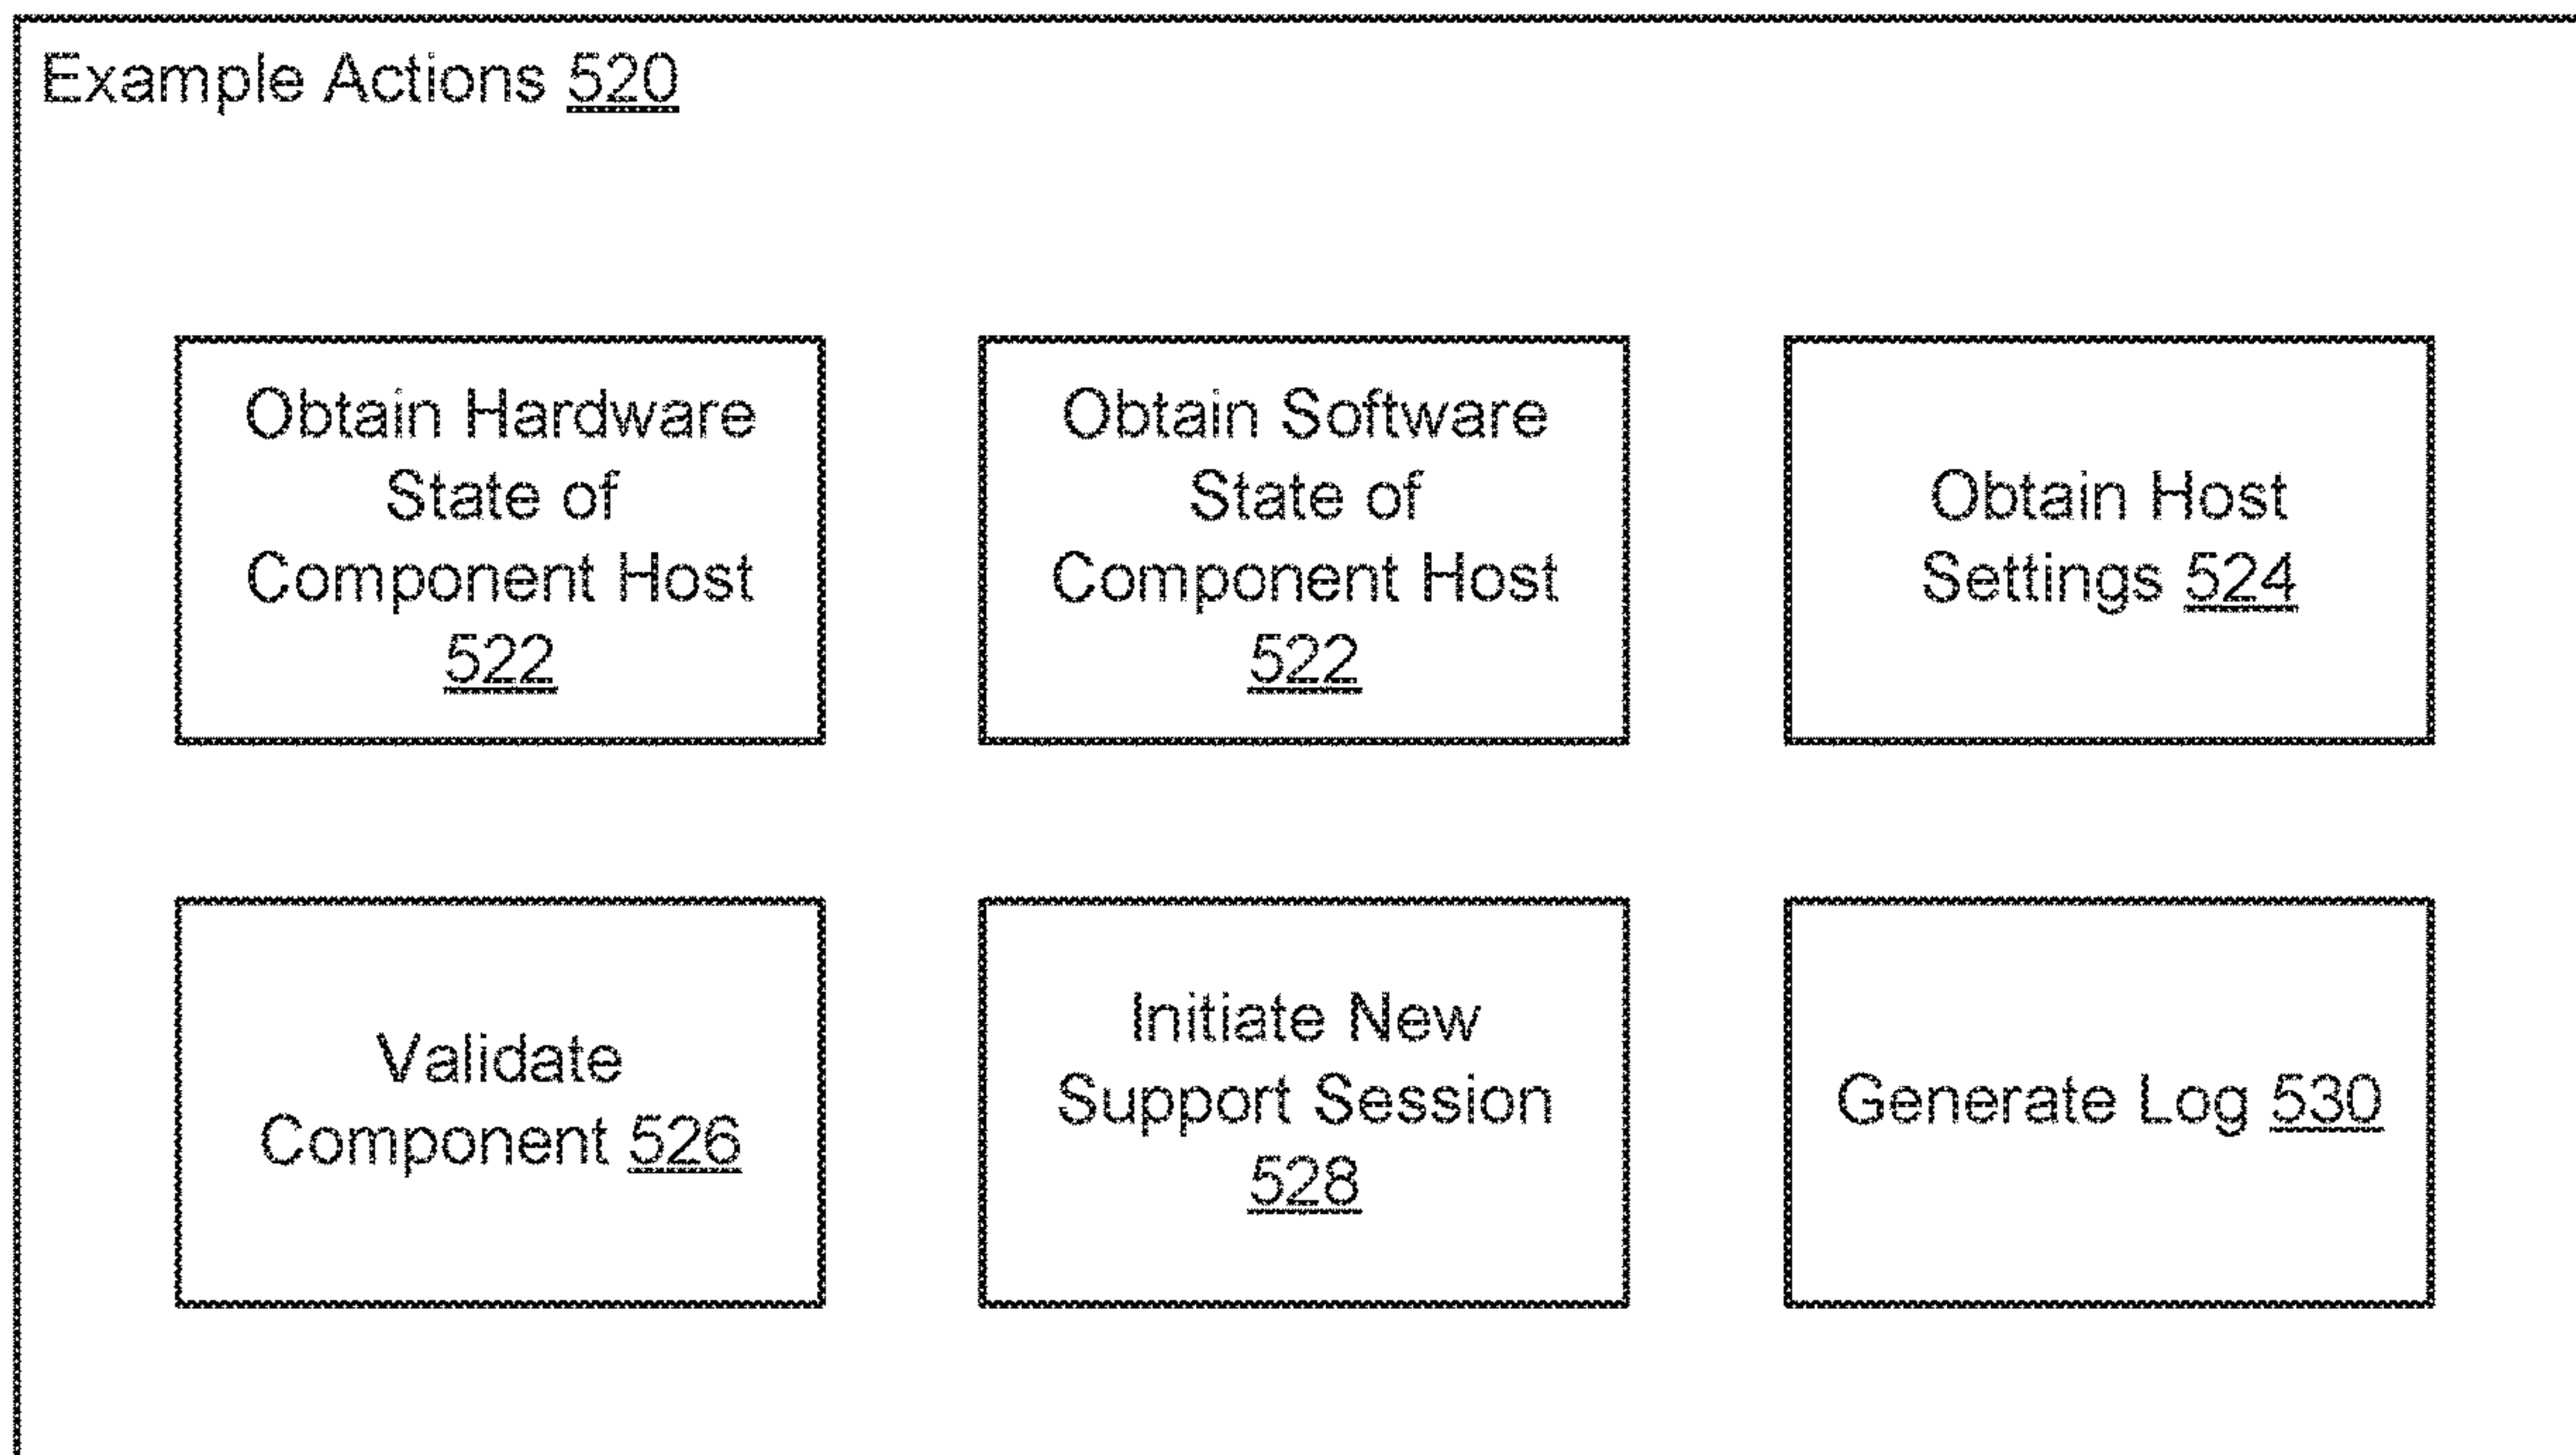 Example Actions 520
Obtain Hardware
State of
Component Host
522
Obtain Software
State of
Component Host
522
Obtain Host
Settings 524
Validate
Component 526
Initiate New
Support Session
528
Generate Log 530